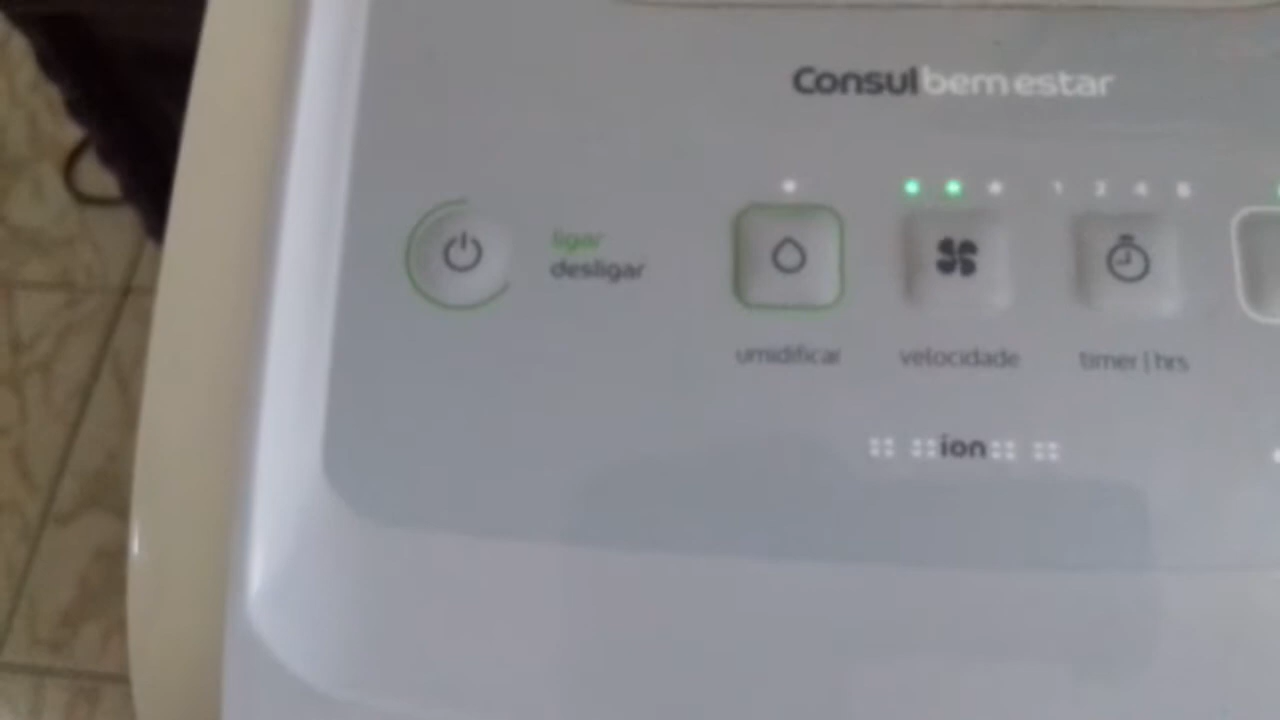 Consul bem estar
1 2 4 8
ligar
desligar
umidificar
velocidade
timer | hrs
ion